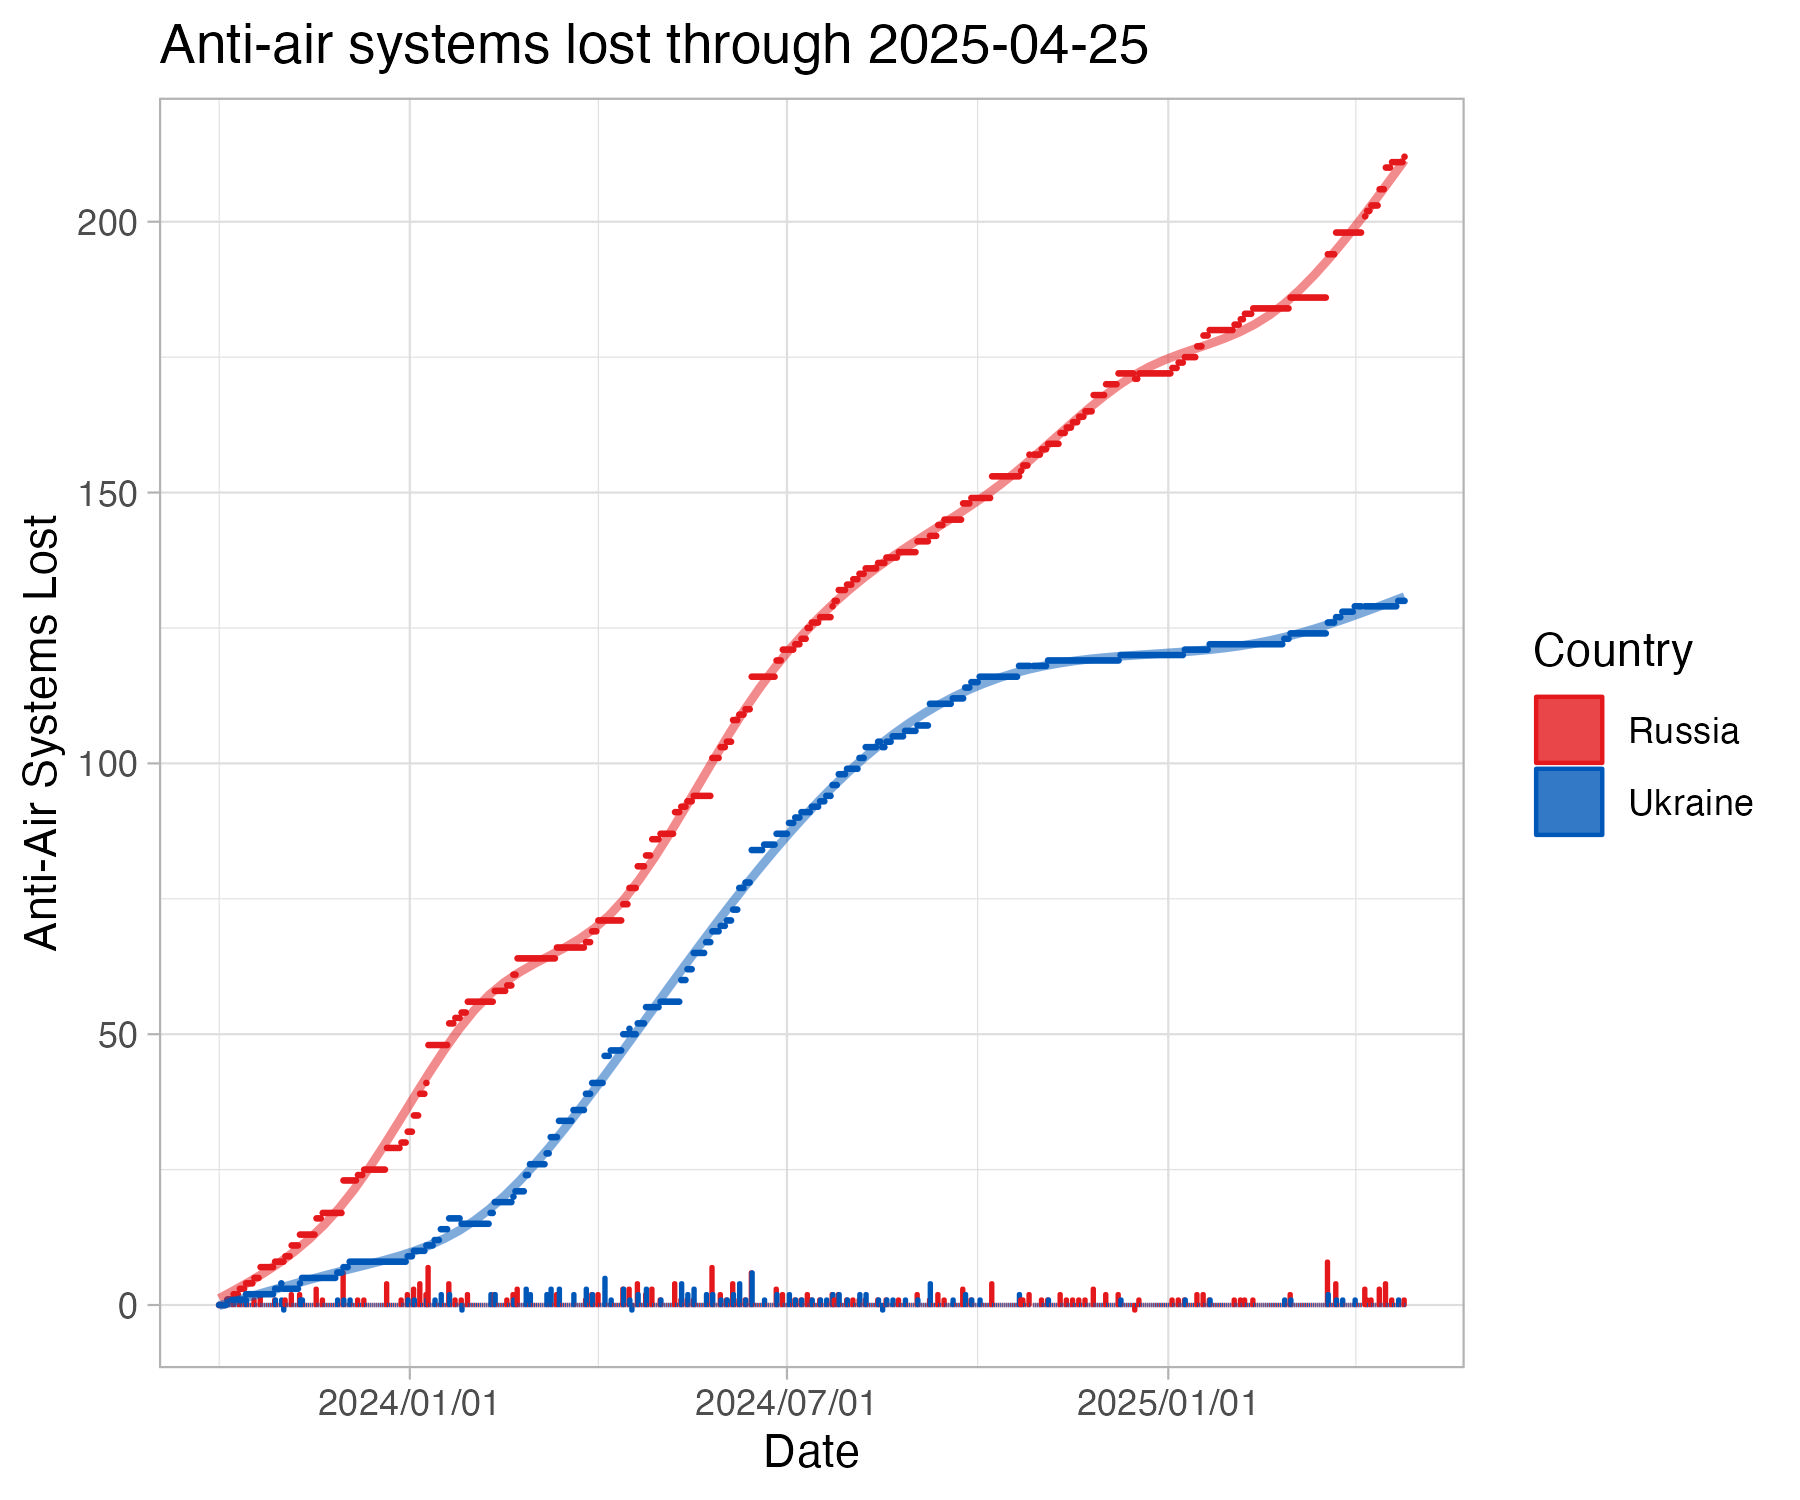 Anti-air systems lost through 2025-04-25
Anti-Air Systems Lost
200
150
100
50
0
2024/01/01
2024/07/01
2025/01/01
Date
Country
Russia
Ukraine